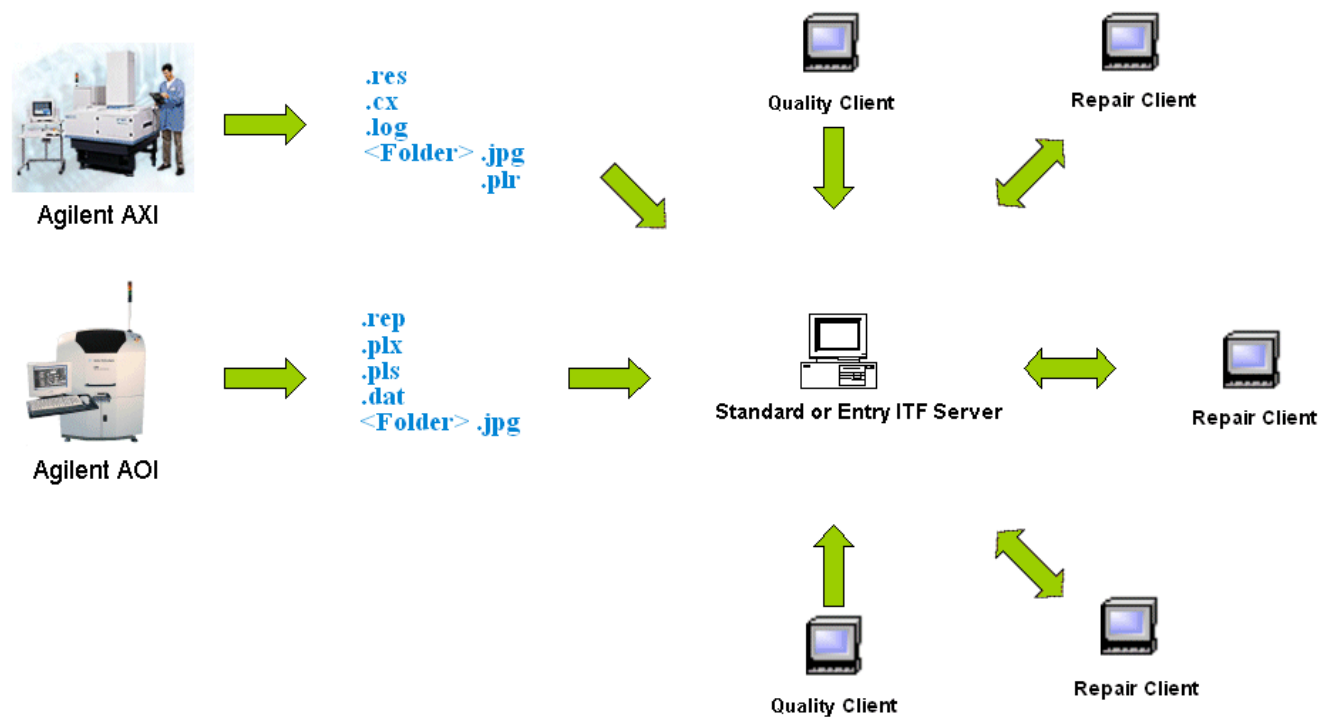 .res
.cx
.log
<Folder> .jpg
.plr
Agilent AXI
Quality Client
Repair Client
.rep
.plx
.pls
.dat
<Folder> .jpg
Agilent AOI
Standard or Entry ITF Server
Repair Client
Quality Client
Repair Client